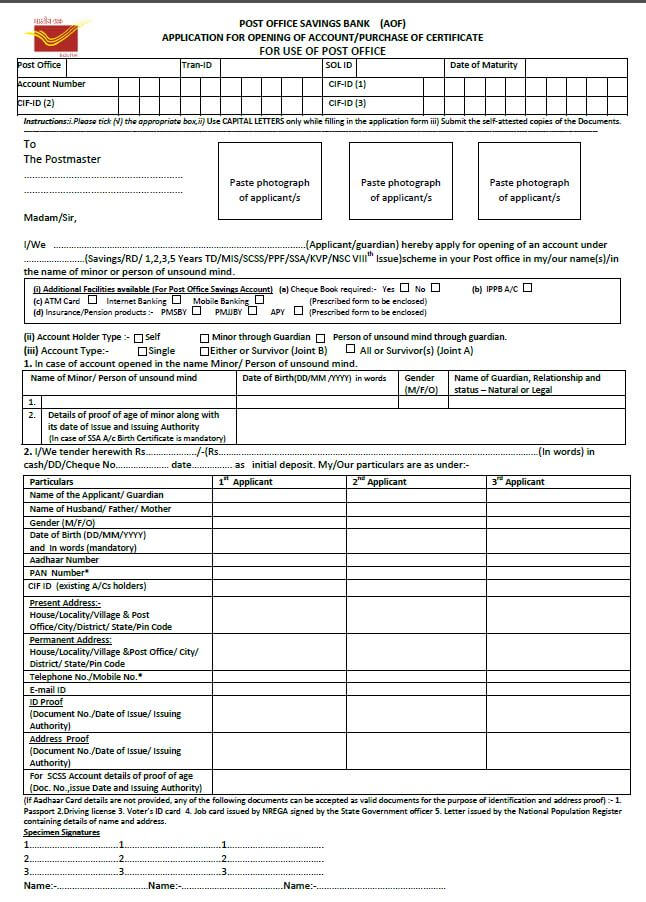 भारतीय डाक
POST OFFICE SAVINGS BANK (AOF)
APPLICATION FOR OPENING OF ACCOUNT/PURCHASE OF CERTIFICATE
FOR USE OF POST OFFICE
Post Office Tran-ID SOL ID Date of Maturity
Account Number CIF-ID (1)
CIF-ID (2) CIF-ID (3)
Instructions:i.Please tick (√) the appropriate box,ii) Use CAPITAL LETTERS only while filling in the application form iii) Submit the self-attested copies of the Documents.
To
The Postmaster
Paste photograph of applicant/s
Paste photograph of applicant/s
Paste photograph of applicant/s
Madam/Sir,
I/We ...............................................................................(Applicant/guardian) hereby apply for opening of an account under
......................(Savings/RD/ 1,2,3,5 Years TD/MIS/SCSS/PPF/SSA/KVP/NSC VIIIth Issue)scheme in your Post office in my/our name(s)/in
the name of minor or person of unsound mind.
(i) Additional Facilities available (For Post Office Savings Account) (a) Cheque Book required:- Yes ☐ No ☐ (b) IPPB A/C ☐
(c) ATM Card ☐ Internet Banking ☐ Mobile Banking ☐ (Prescribed form to be enclosed)
(d) Insurance/Pension products :- PMSBY ☐ PMJJBY ☐ APY ☐ (Prescribed form to be enclosed)
(ii) Account Holder Type :- ☐ Self ☐ Minor through Guardian ☐ Person of unsound mind through guardian.
(iii) Account Type:- ☐ Single ☐ Either or Survivor (Joint B) ☐ All or Survivor(s) (Joint A)
1. In case of account opened in the name Minor/ Person of unsound mind.
Name of Minor/ Person of unsound mind Date of Birth(DD/MM /YYYY) in words Gender (M/F/O) Name of Guardian, Relationship and status – Natural or Legal
1.
2. Details of proof of age of minor along with
its date of Issue and Issuing Authority
(In case of SSA A/c Birth Certificate is mandatory)
2. I/We tender herewith Rs..................../-(Rs..........................................................................................(In words) in
cash/DD/Cheque No.................... date............... as initial deposit. My/Our particulars are as under:-
Particulars 1st Applicant 2nd Applicant 3rd Applicant
Name of the Applicant/ Guardian
Name of Husband/ Father/ Mother
Gender (M/F/O)
Date of Birth (DD/MM/YYYY)
and In words (mandatory)
Aadhaar Number
PAN Number*
CIF ID (existing A/Cs holders)
Present Address:-
House/Locality/Village & Post
Office/City/District/ State/Pin Code
Permanent Address:
House/Locality/Village &Post Office/ City/
District/ State/Pin Code
Telephone No./Mobile No.*
E-mail ID
ID Proof
(Document No./Date of Issue/ Issuing
Authority)
Address Proof
(Document No./Date of Issue/ Issuing
Authority)
For SCSS Account details of proof of age
(Doc. No.,issue Date and Issuing Authority)
(If Aadhaar Card details are not provided, any of the following documents can be accepted as valid documents for the purpose of identification and address proof) :- 1.
Passport 2,Driving license 3. Voter's ID card 4. Job card issued by NREGA signed by the State Government officer 5. Letter issued by the National Population Register
containing details of name and address.
Specimen Signatures
1............................1................................1................................
2............................2................................2................................
3............................3................................3................................
Name:-............................Name:-................................Name:-................................